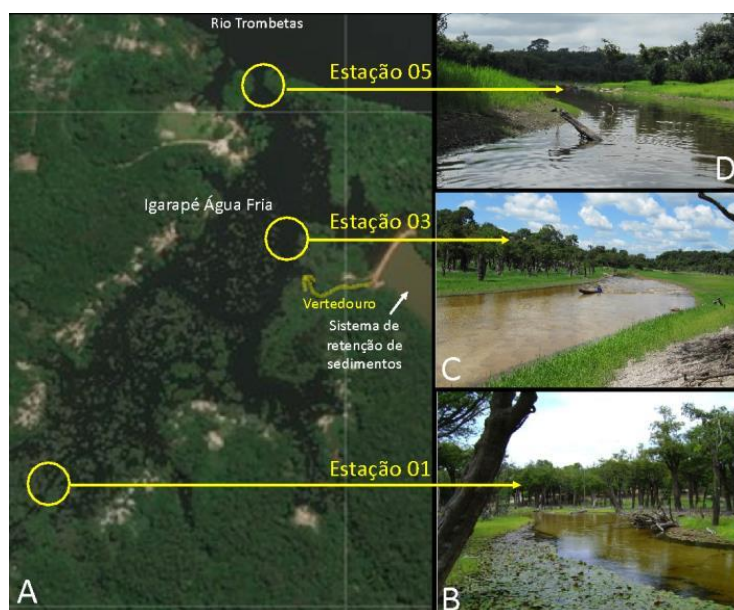 Rio Trombetas
Estação 05
D
Igarapé Água Fria
Estação 03
Vertedouro
Sistema de
retenção de
sedimentos
C
Estação 01
A
B